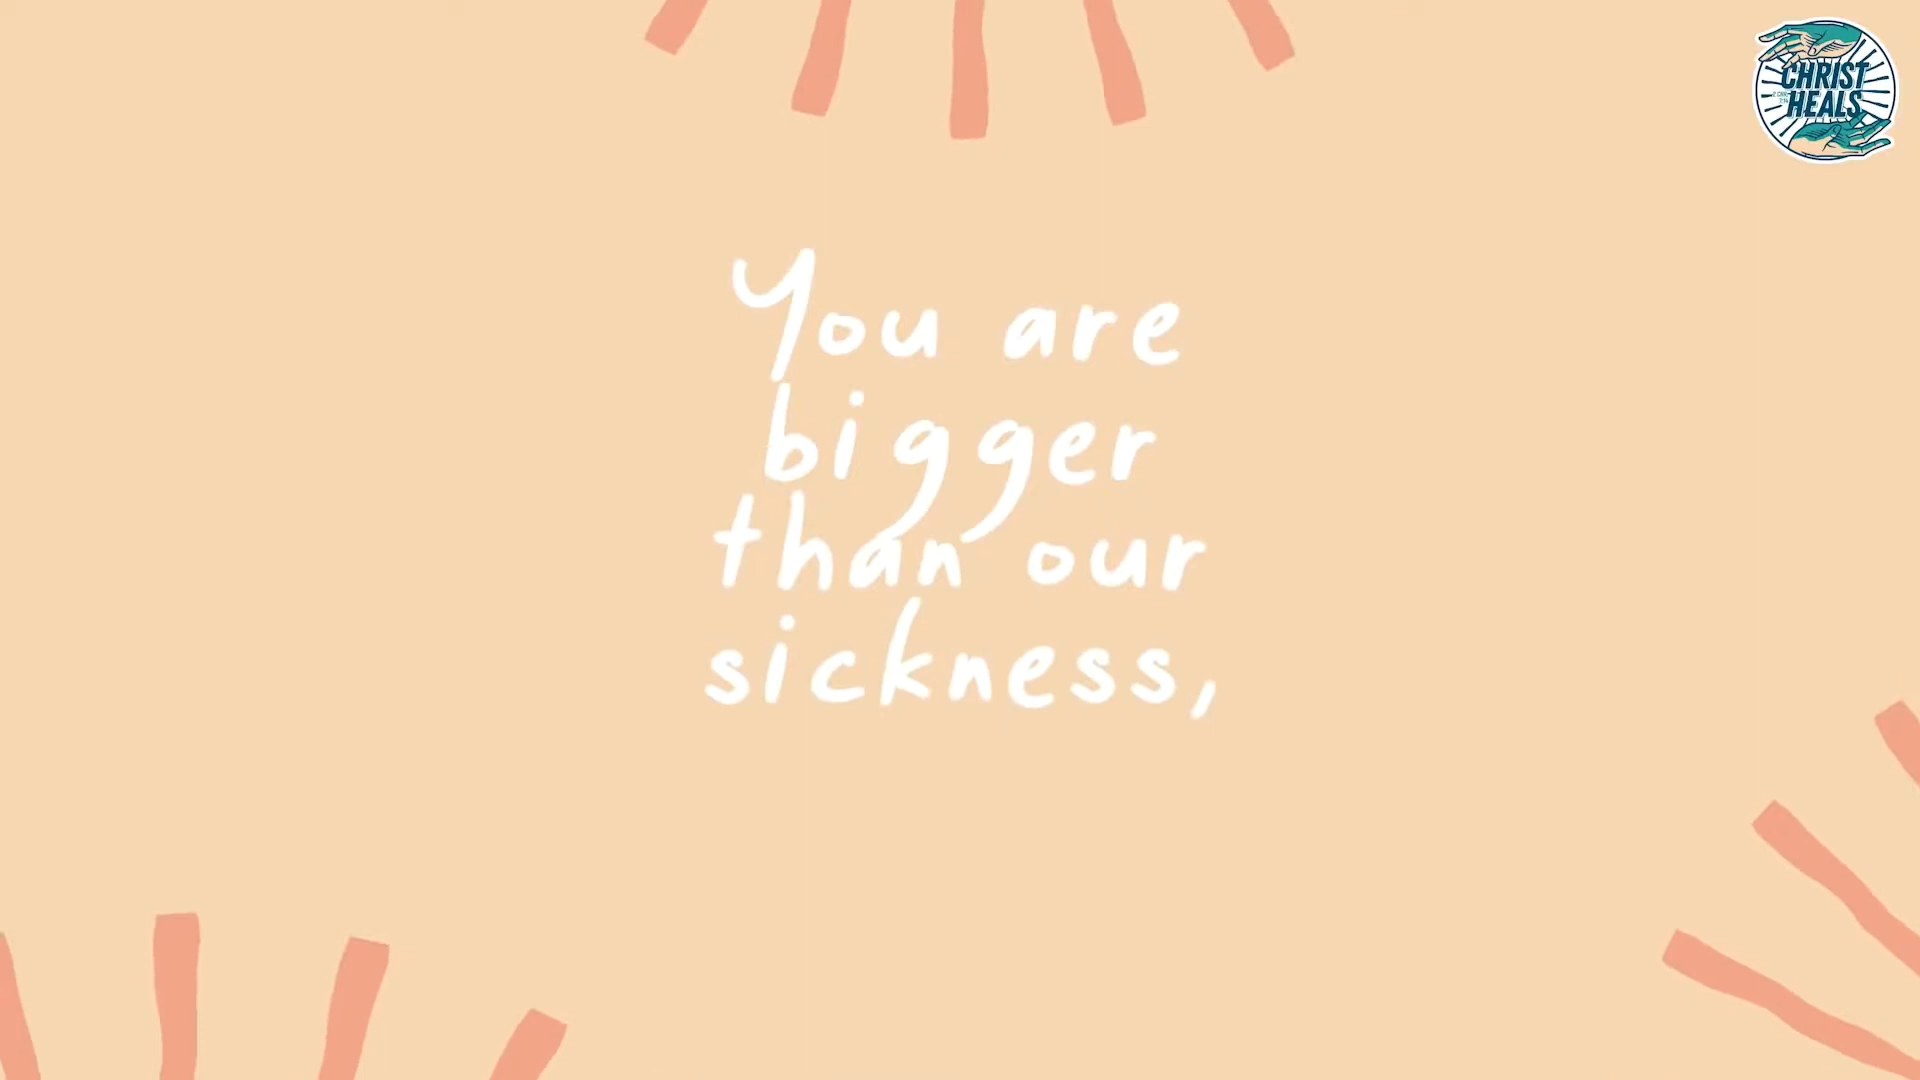 CHRIST
HEALS
You are
bigger
than our
sickness,